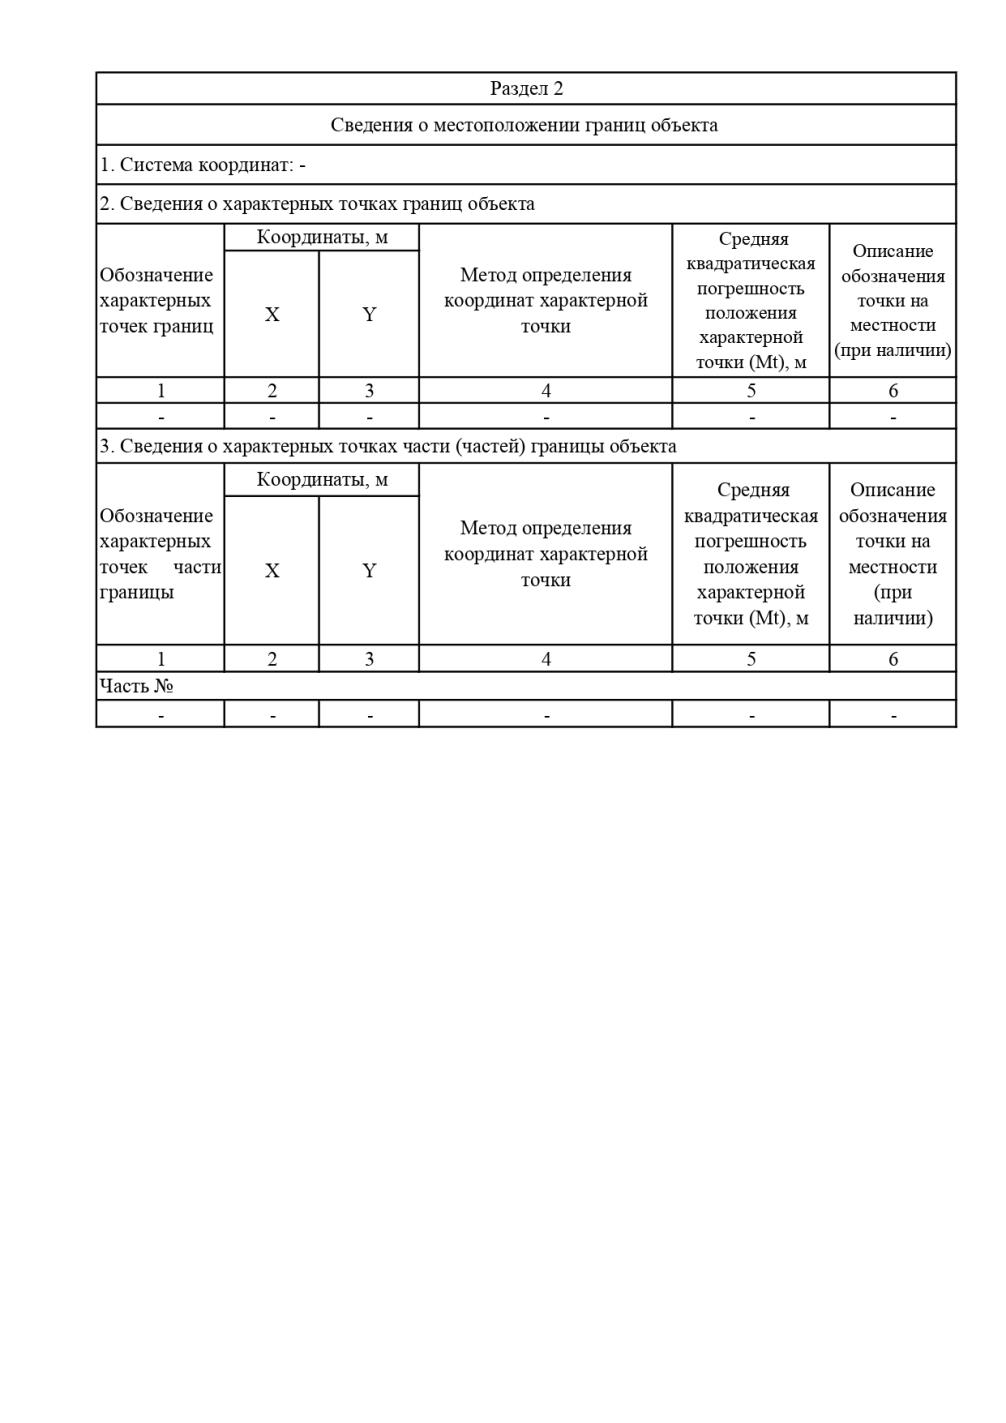 Раздел 2
Сведения о местоположении границ объекта
1. Система координат: -
2. Сведения о характерных точках границ объекта
Обозначение
характерных
точек границ
Координаты, м
X
Y
Метод определения
координат характерной
точки
Средняя
квадратическая
погрешность
положения
характерной
точки (Mt), м
Описание
обозначения
точки на
местности
(при наличии)
1 2 3 4 5 6
- - - - - -
3. Сведения о характерных точках части (частей) границы объекта
Обозначение
характерных
точек части
границы
Координаты, м
X
Y
Метод определения
координат характерной
точки
Средняя
квадратическая
погрешность
положения
характерной
точки (Mt), м
Описание
обозначения
точки на
местности
(при
наличии)
1 2 3 4 5 6
Часть №
- - - - - -